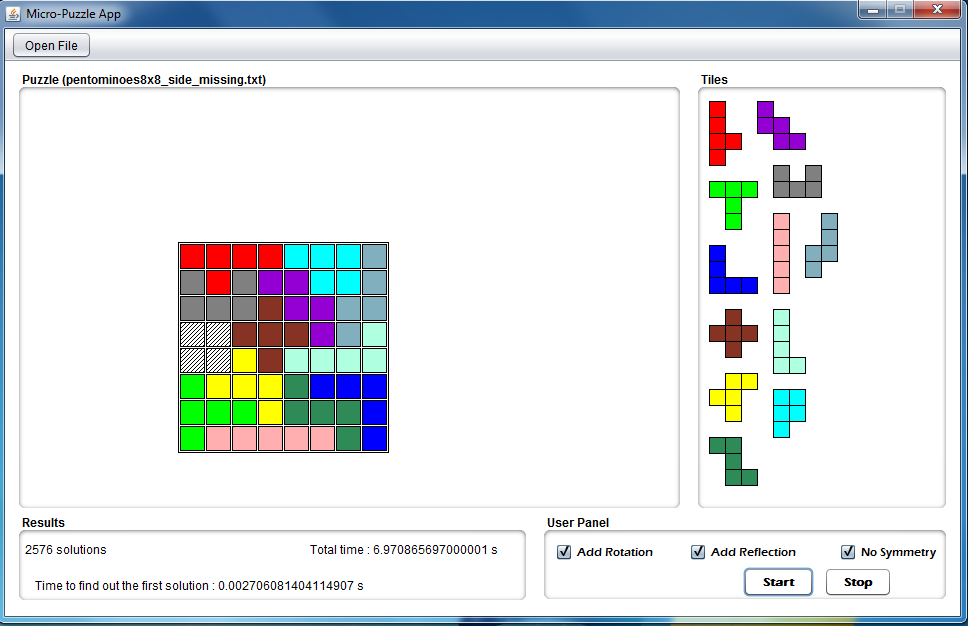 Micro-Puzzle App
Open File
Puzzle (pentominoes8x8_side_missing.txt)
Tiles
Results
2576 solutions
Total time : 6.970865697000001 s
Time to find out the first solution : 0.002706081404114907 s
User Panel
Add Rotation
Add Reflection
No Symmetry
Start
Stop